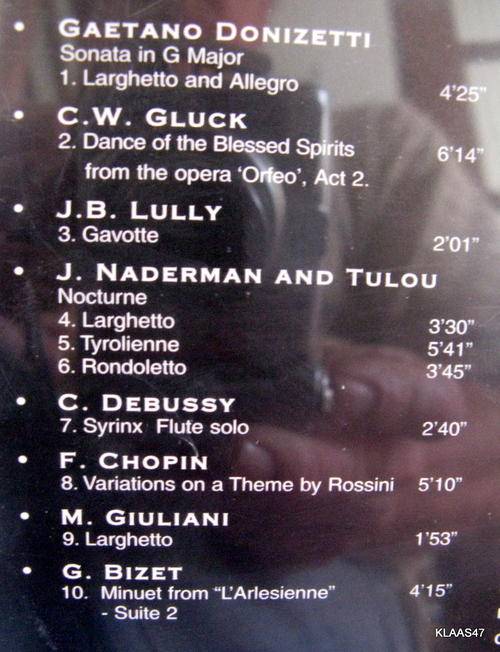 • GAETANO DONIZETTI
Sonata in G Major
1. Larghetto and Allegro 4'25"
• C.W. GLUCK
2. Dance of the Blessed Spirits 6'14"
from the opera 'Orfeo', Act 2.
• J.B. LULLY
3. Gavotte 2'01"
• J. NADERMAN AND TULOU
Nocturne
4. Larghetto 3'30"
5. Tyrolienne 5'41"
6. Rondoletto 3'45"
• C. DEBUSSY
7. Syrinx Flute solo 2'40"
• F. CHOPIN
8. Variations on a Theme by Rossini 5'10"
• M. GIULIANI
9. Larghetto 1'53"
• G. BIZET
10. Minuet from "L'Arlesienne" 4'15"
- Suite 2
KLAAS47